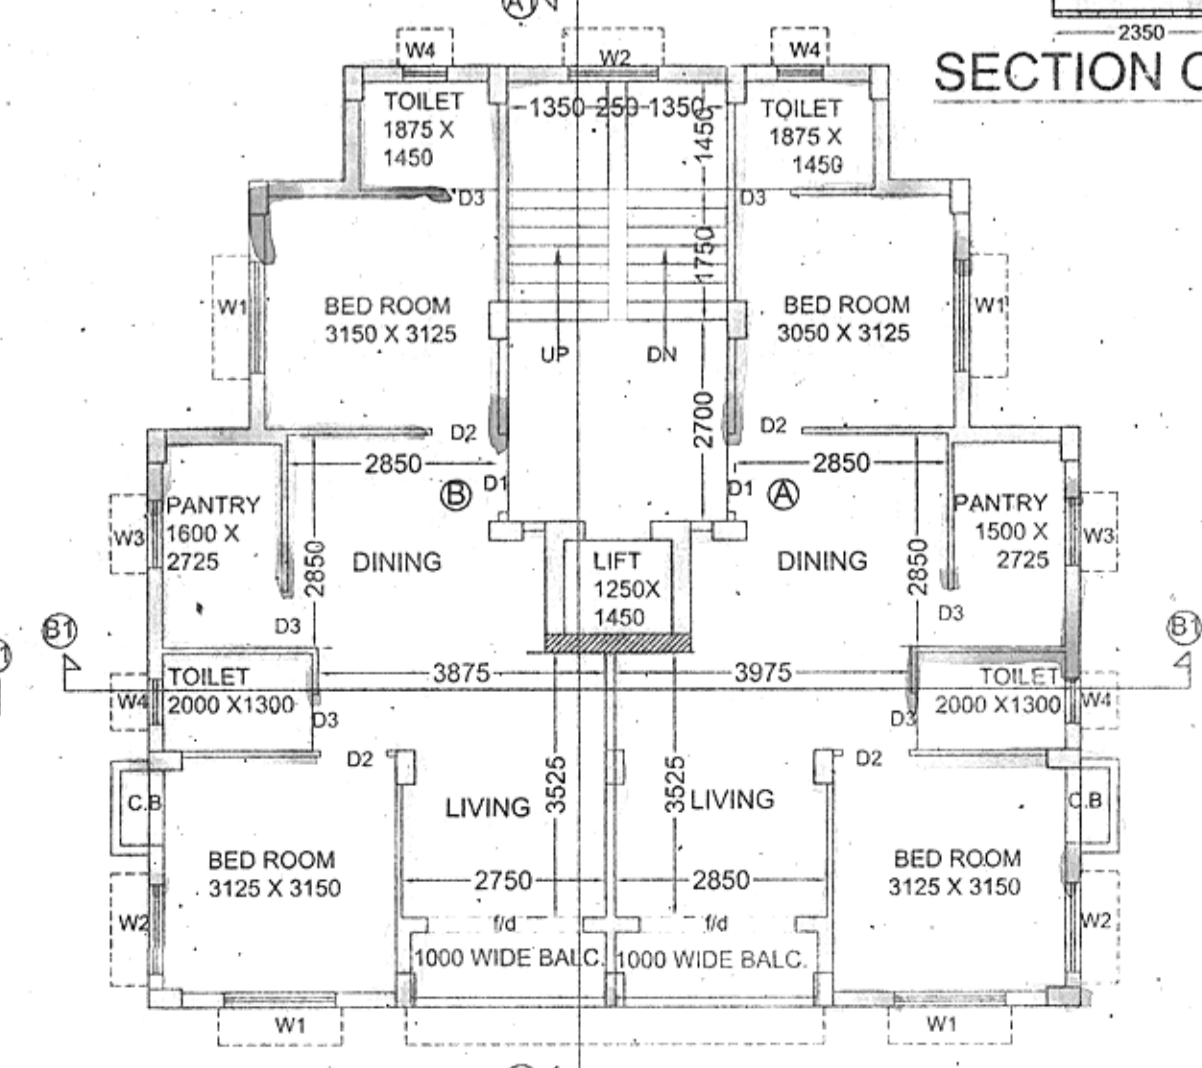 A1
2350
SECTION
W4
W2
W4
TOILET
1875 X
1450
1350 250 1350
1450
TOILET
1875 X
1450
D3
D3
1750
W1
BED ROOM
3150 X 3125
BED ROOM
3050 X 3125
W1
UP
DN
2700
D2
D2
2850
2850
D1
B
D1
A
PANTRY
1600 X
2725
PANTRY
1500 X
2725
W3
W3
2850
DINING
LIFT
1250X
1450
DINING
2850
D3
D3
B1
B1
TOILET
2000 X1300
3875
3975
TOILET
2000 X1300
W4
W4
D3
D3
D2
D2
C.B
C.B
3525
3525
LIVING
LIVING
BED ROOM
3125 X 3150
BED ROOM
3125 X 3150
2750
2850
W2
W2
f/d
f/d
1000 WIDE BALC.
1000 WIDE BALC.
W1
W1